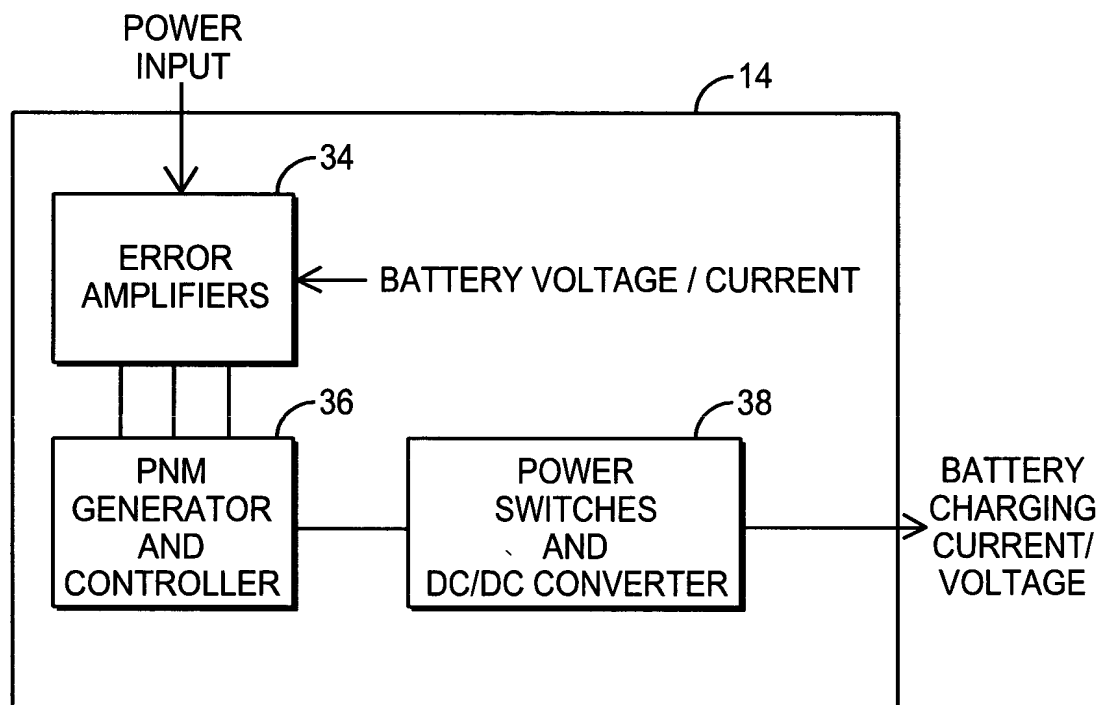 POWER
INPUT
14
34
ERROR
AMPLIFIERS
BATTERY VOLTAGE / CURRENT
36
PNM
GENERATOR
AND
CONTROLLER
38
POWER
SWITCHES
AND
DC/DC CONVERTER
BATTERY
CHARGING
CURRENT/
VOLTAGE